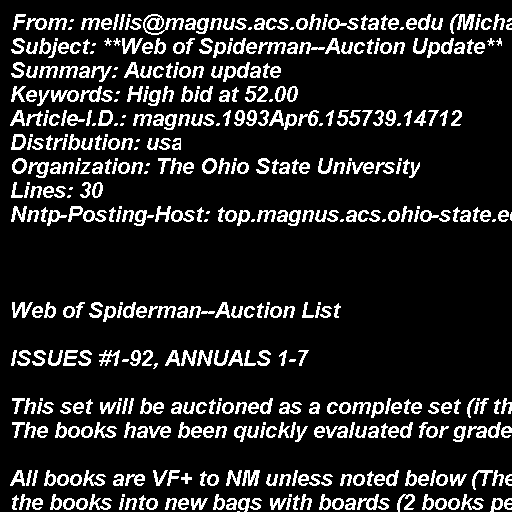 From: mellis@magnus.acs.ohio-state.edu (Micha
Subject: **Web of Spiderman--Auction Update**
Summary: Auction update
Keywords: High bid at 52.00
Article-I.D.: magnus.1993Apr6.155739.14712
Distribution: usa
Organization: The Ohio State University
Lines: 30
Nntp-Posting-Host: top.magnus.acs.ohio-state.e
Web of Spiderman--Auction List
ISSUES #1-92, ANNUALS 1-7
This set will be auctioned as a complete set (if th
The books have been quickly evaluated for grade
All books are VF+ to NM unless noted below (The
the books into new bags with boards (2 books pe